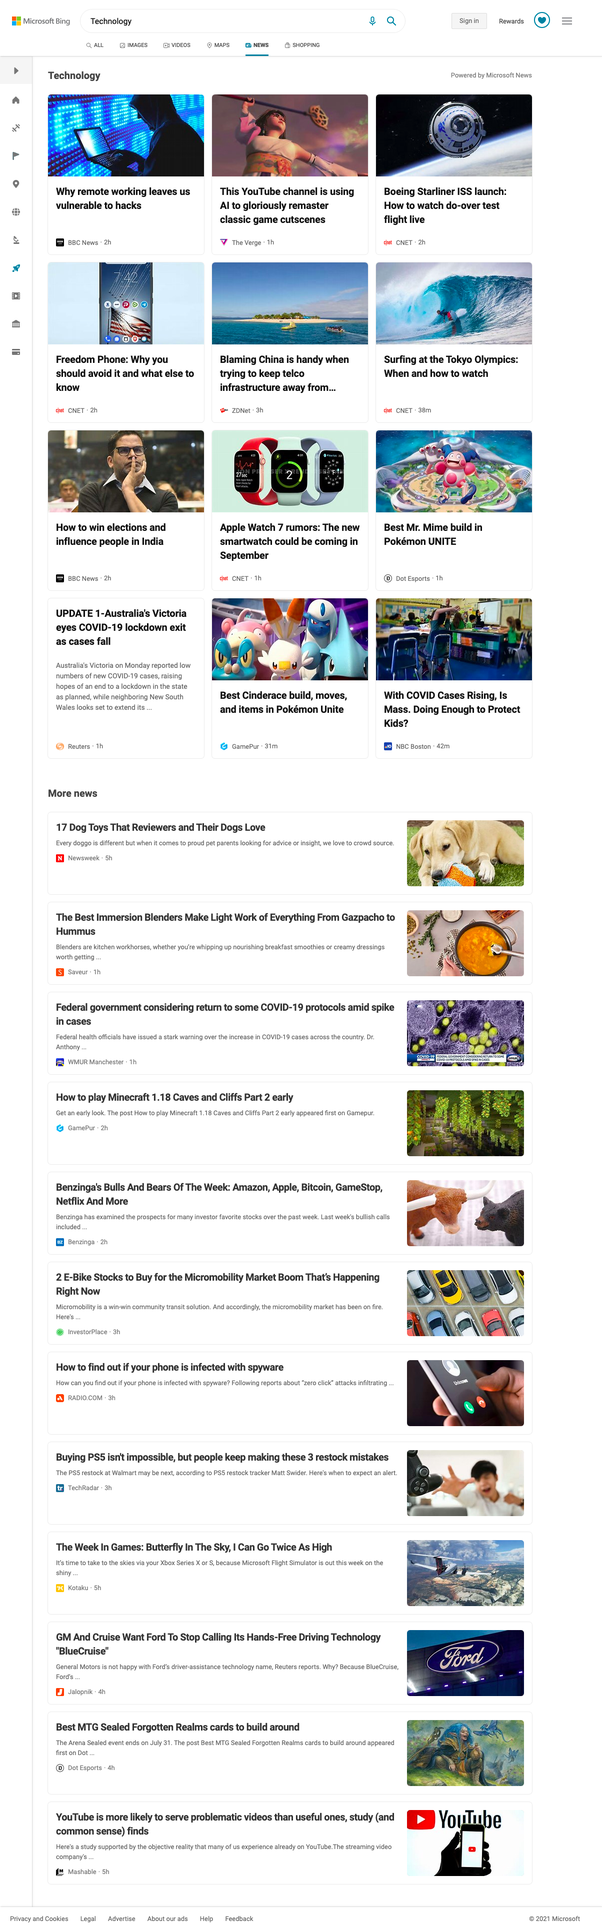 Microsoft Bing
Technology
Sign in
Rewards
ALL
IMAGES
VIDEOS
MAPS
NEWS
SHOPPING
Technology
Powered by Microsoft News
Why remote working leaves us
vulnerable to hacks
BBC News · 2h
This YouTube channel is using
AI to gloriously remaster
classic game cutscenes
The Verge · 1h
Boeing Starliner ISS launch:
How to watch do-over test
flight live
CNET · 2h
Freedom Phone: Why you
should avoid it and what else to
know
CNET · 2h
Blaming China is handy when
trying to keep telco
infrastructure away from...
ZDNet · 3h
Surfing at the Tokyo Olympics:
When and how to watch
CNET · 38m
How to win elections and
influence people in India
BBC News · 2h
Apple Watch 7 rumors: The new
smartwatch could be coming in
September
CNET · 1h
Best Mr. Mime build in
Pokémon UNITE
Dot Esports · 1h
UPDATE 1-Australia's Victoria
eyes COVID-19 lockdown exit
as cases fall
Australia's Victoria on Monday reported low
numbers of new COVID-19 cases, raising
hopes of an end to a lockdown in the state
as planned, while neighboring New South
Wales looks set to extend its ...
Reuters · 1h
Best Cinderace build, moves,
and items in Pokémon Unite
GamePur · 31m
With COVID Cases Rising, Is
Mass. Doing Enough to Protect
Kids?
NBC Boston · 42m
More news
17 Dog Toys That Reviewers and Their Dogs Love
Every doggo is different but when it comes to proud pet parents looking for advice or insight, we love to crowd source.
Newsweek · 5h
The Best Immersion Blenders Make Light Work of Everything From Gazpacho to
Hummus
Blenders are kitchen workhorses, whether you're whipping up nourishing breakfast smoothies or creamy dressings
worth getting ...
Saveur · 1h
Federal government considering return to some COVID-19 protocols amid spike
in cases
Federal health officials have issued a stark warning over the increase in COVID-19 cases across the country. Dr.
Anthony ...
WMUR Manchester · 1h
How to play Minecraft 1.18 Caves and Cliffs Part 2 early
Get an early look. The post How to play Minecraft 1.18 Caves and Cliffs Part 2 early appeared first on Gamepur.
GamePur · 2h
Benzinga's Bulls And Bears Of The Week: Amazon, Apple, Bitcoin, GameStop,
Netflix And More
Benzinga has examined the prospects for many investor favorite stocks over the past week. Last week's bullish calls
included ...
Benzinga · 2h
2 E-Bike Stocks to Buy for the Micromobility Market Boom That's Happening
Right Now
Micromobility is a win-win community transit solution. And accordingly, the micromobility market has been on fire.
Here's ...
InvestorPlace · 3h
How to find out if your phone is infected with spyware
How can you find out if your phone is infected with spyware? Following reports about "zero click" attacks infiltrating ...
RADIO.COM · 3h
Buying PS5 isn't impossible, but people keep making these 3 restock mistakes
The PS5 restock at Walmart may be next, according to PS5 restock tracker Matt Swider. Here's when to expect an alert.
TechRadar · 3h
The Week In Games: Butterfly In The Sky, I Can Go Twice As High
It's time to take to the skies via your Xbox Series X or S, because Microsoft Flight Simulator is out this week on the
shiny ...
Kotaku · 5h
GM And Cruise Want Ford To Stop Calling Its Hands-Free Driving Technology
"BlueCruise"
General Motors is not happy with Ford's driver-assistance technology name, Reuters reports. Why? Because BlueCruise,
Ford's ...
Jalopnik · 4h
Ford
Best MTG Sealed Forgotten Realms cards to build around
The Arena Sealed event ends on July 31. The post Best MTG Sealed Forgotten Realms cards to build around appeared
first on Dot ...
Dot Esports · 4h
YouTube is more likely to serve problematic videos than useful ones, study (and
common sense) finds
Here's a study supported by the objective reality that many of us experience already on YouTube.The streaming video
company's ...
Mashable · 5h
YouTube
Privacy and Cookies
Legal
Advertise
About our ads
Help
Feedback
© 2021 Microsoft